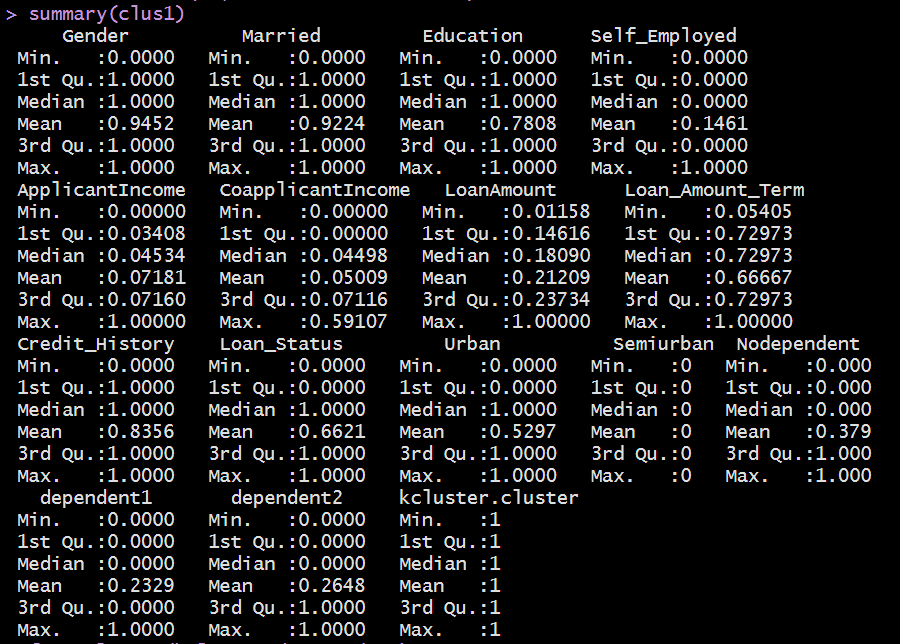 > summary(clus1)
     Gender          Married         Education      Self_Employed
 Min.   :0.0000   Min.   :0.0000   Min.   :0.0000   Min.   :0.0000
 1st Qu.:1.0000   1st Qu.:1.0000   1st Qu.:1.0000   1st Qu.:0.0000
 Median :1.0000   Median :1.0000   Median :1.0000   Median :0.0000
 Mean   :0.9452   Mean   :0.9224   Mean   :0.7808   Mean   :0.1461
 3rd Qu.:1.0000   3rd Qu.:1.0000   3rd Qu.:1.0000   3rd Qu.:0.0000
 Max.   :1.0000   Max.   :1.0000   Max.   :1.0000   Max.   :1.0000
 ApplicantIncome   CoapplicantIncome   LoanAmount      Loan_Amount_Term
 Min.   :0.00000   Min.   :0.00000   Min.   :0.01158   Min.   :0.05405
 1st Qu.:0.03408   1st Qu.:0.00000   1st Qu.:0.14616   1st Qu.:0.72973
 Median :0.04534   Median :0.04498   Median :0.18090   Median :0.72973
 Mean   :0.07181   Mean   :0.05009   Mean   :0.21209   Mean   :0.66667
 3rd Qu.:0.07160   3rd Qu.:0.07116   3rd Qu.:0.23734   3rd Qu.:0.72973
 Max.   :1.00000   Max.   :0.59107   Max.   :1.00000   Max.   :1.00000
 Credit_History    Loan_Status         Urban          Semiurban  Nodependent
 Min.   :0.0000   Min.   :0.0000   Min.   :0.0000   Min.   :0   Min.   :0.000
 1st Qu.:1.0000   1st Qu.:0.0000   1st Qu.:0.0000   1st Qu.:0   1st Qu.:0.000
 Median :1.0000   Median :1.0000   Median :1.0000   Median :0   Median :0.000
 Mean   :0.8356   Mean   :0.6621   Mean   :0.5297   Mean   :0   Mean   :0.379
 3rd Qu.:1.0000   3rd Qu.:1.0000   3rd Qu.:1.0000   3rd Qu.:0   3rd Qu.:1.000
 Max.   :1.0000   Max.   :1.0000   Max.   :1.0000   Max.   :0   Max.   :1.000
   dependent1       dependent2     kcluster.cluster
 Min.   :0.0000   Min.   :0.0000   Min.   :1
 1st Qu.:0.0000   1st Qu.:0.0000   1st Qu.:1
 Median :0.0000   Median :0.0000   Median :1
 Mean   :0.2329   Mean   :0.2648   Mean   :1
 3rd Qu.:0.0000   3rd Qu.:1.0000   3rd Qu.:1
 Max.   :1.0000   Max.   :1.0000   Max.   :1